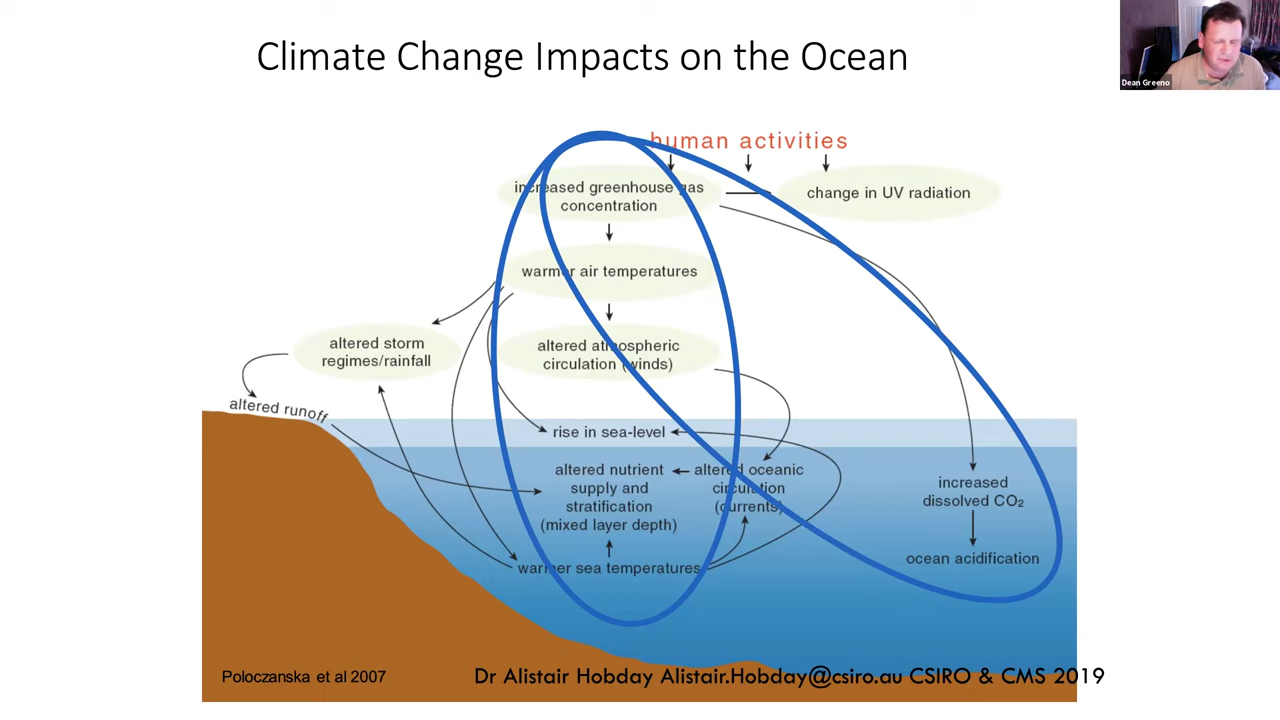 Climate Change Impacts on the Ocean
Dean Greeno
human activities
increased greenhouse gas
concentration
change in UV radiation
warmer air temperatures
altered storm
regimes/rainfall
altered atmospheric
circulation (winds)
altered runoff
rise in sea-level
altered nutrient
supply and
stratification
(mixed layer depth)
altered oceanic
circulation
(currents)
increased
dissolved CO₂
ocean acidification
warmer sea temperatures
Poloczanska et al 2007
Dr Alistair Hobday Alistair.Hobday@csiro.au CSIRO & CMS 2019